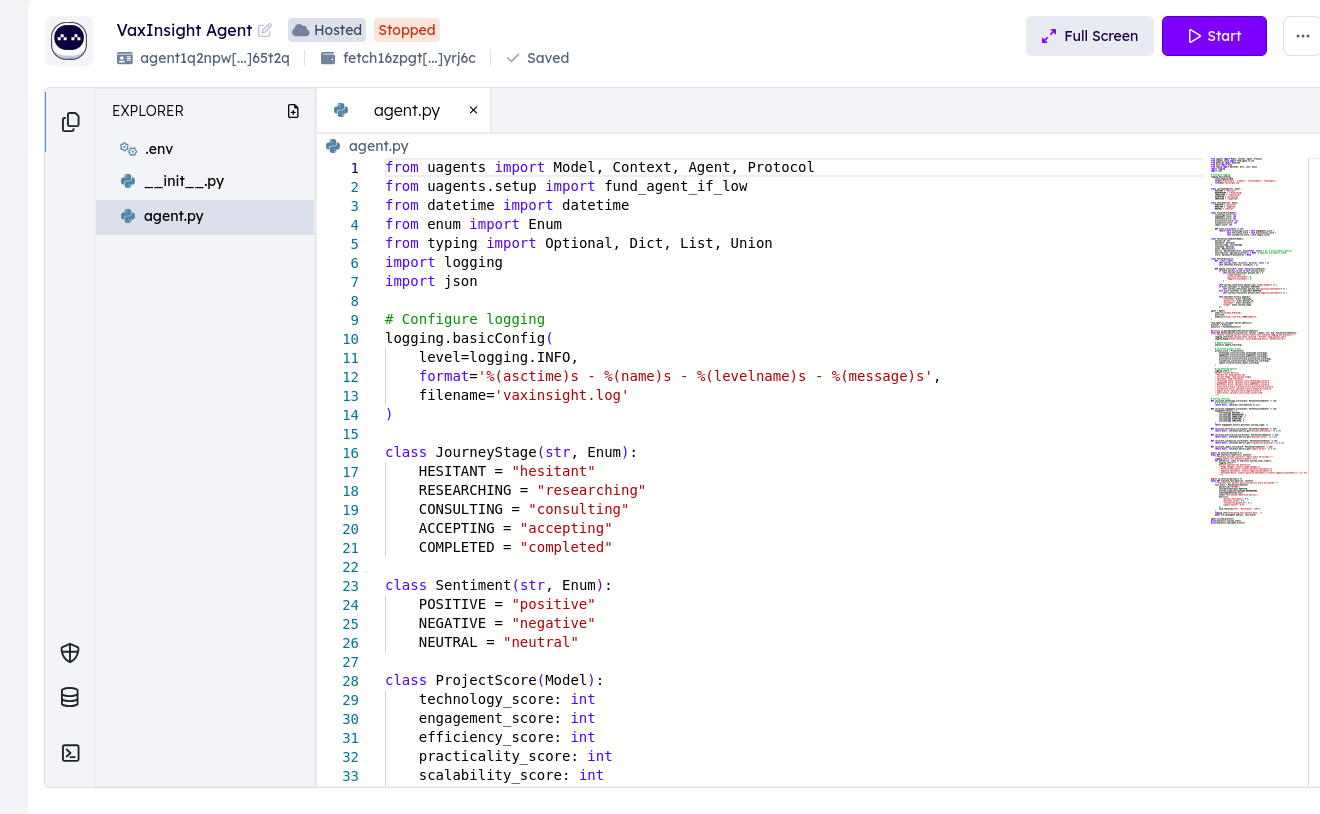 VaxInsight Agent Hosted Stopped
agent1q2npw[...]65t2q fetch16zpgt[...]yrj6c Saved
Full Screen Start
EXPLORER
.env
__init__.py
agent.py
agent.py
agent.py
1 from uagents import Model, Context, Agent, Protocol
2 from uagents.setup import fund_agent_if_low
3 from datetime import datetime
4 from enum import Enum
5 from typing import Optional, Dict, List, Union
6 import logging
7 import json
8
9 # Configure logging
10 logging.basicConfig(
11     level=logging.INFO,
12     format='%(asctime)s - %(name)s - %(levelname)s - %(message)s',
13     filename='vaxinsight.log'
14 )
15
16 class JourneyStage(str, Enum):
17     HESITANT = "hesitant"
18     RESEARCHING = "researching"
19     CONSULTING = "consulting"
20     ACCEPTING = "accepting"
21     COMPLETED = "completed"
22
23 class Sentiment(str, Enum):
24     POSITIVE = "positive"
25     NEGATIVE = "negative"
26     NEUTRAL = "neutral"
27
28 class ProjectScore(Model):
29     technology_score: int
30     engagement_score: int
31     efficiency_score: int
32     practicality_score: int
33     scalability_score: int